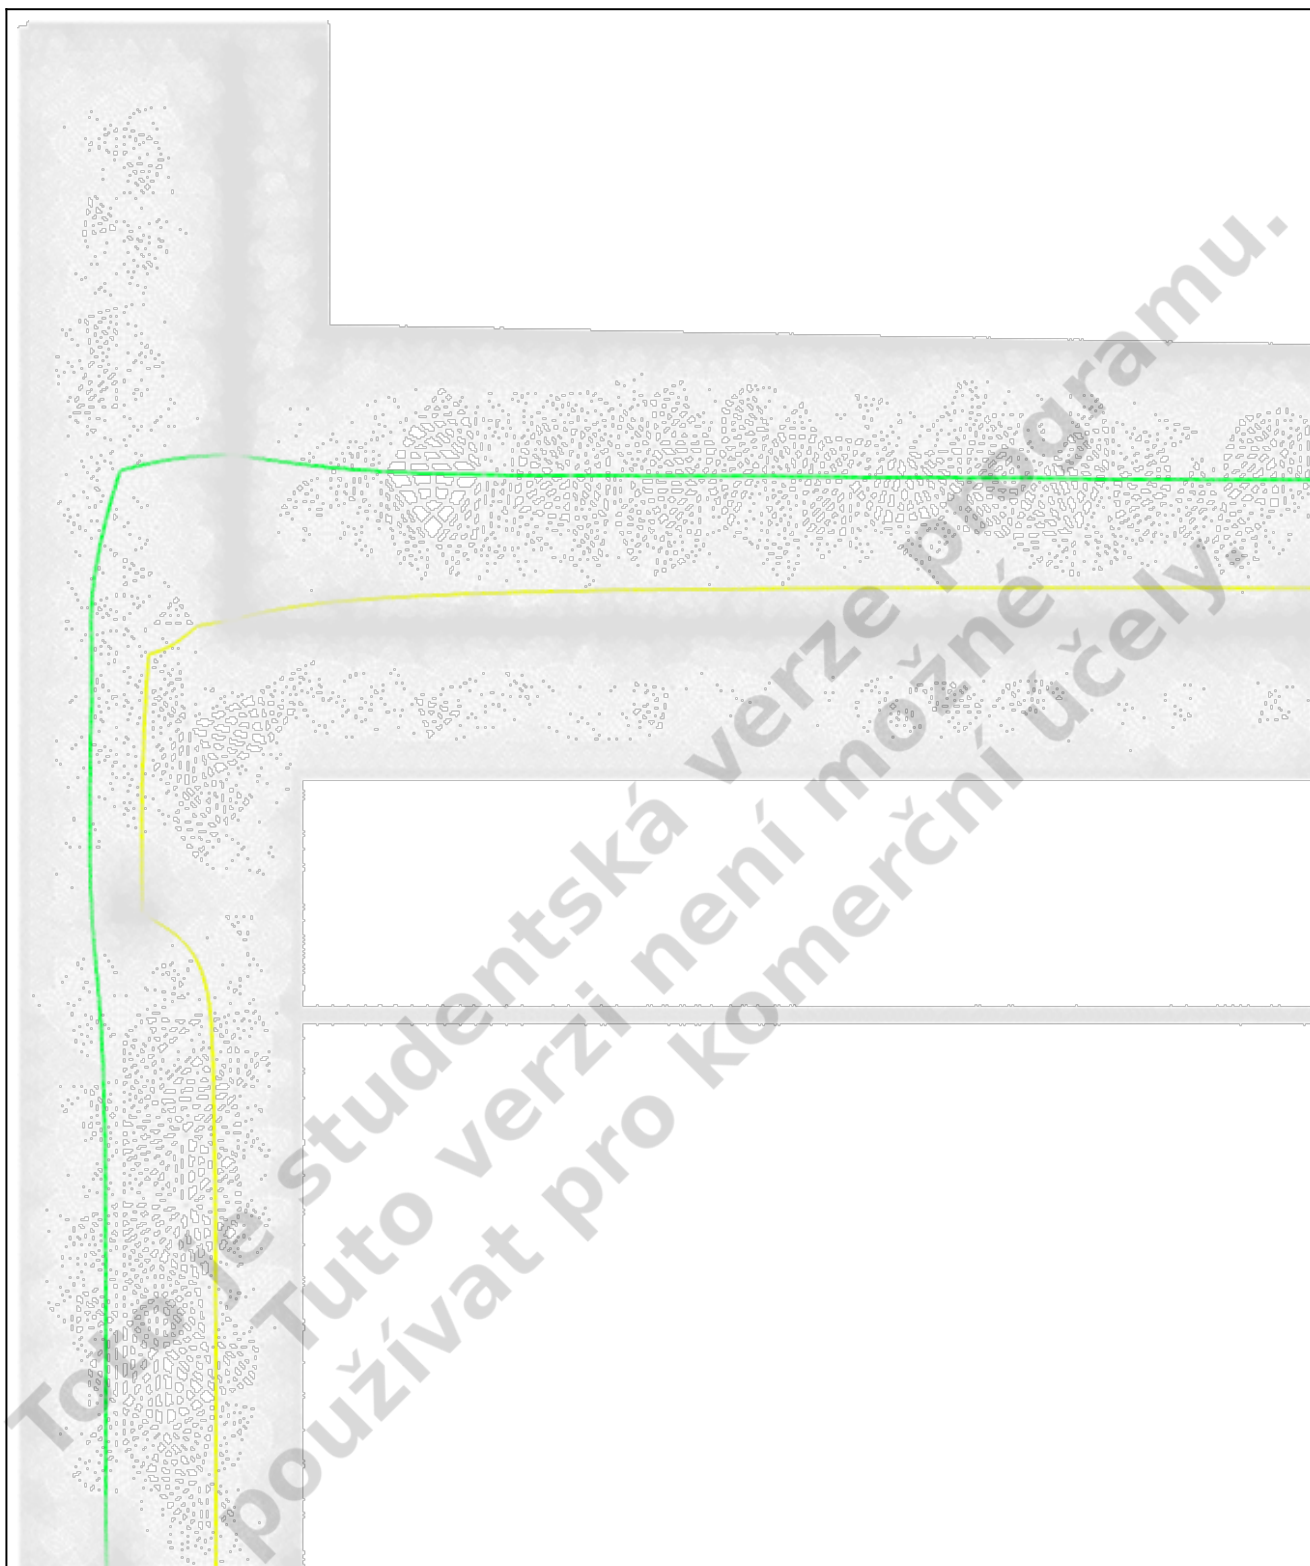 Toto je studentská verze programu.
Tuto verzi není možné
používat pro komerční účely.